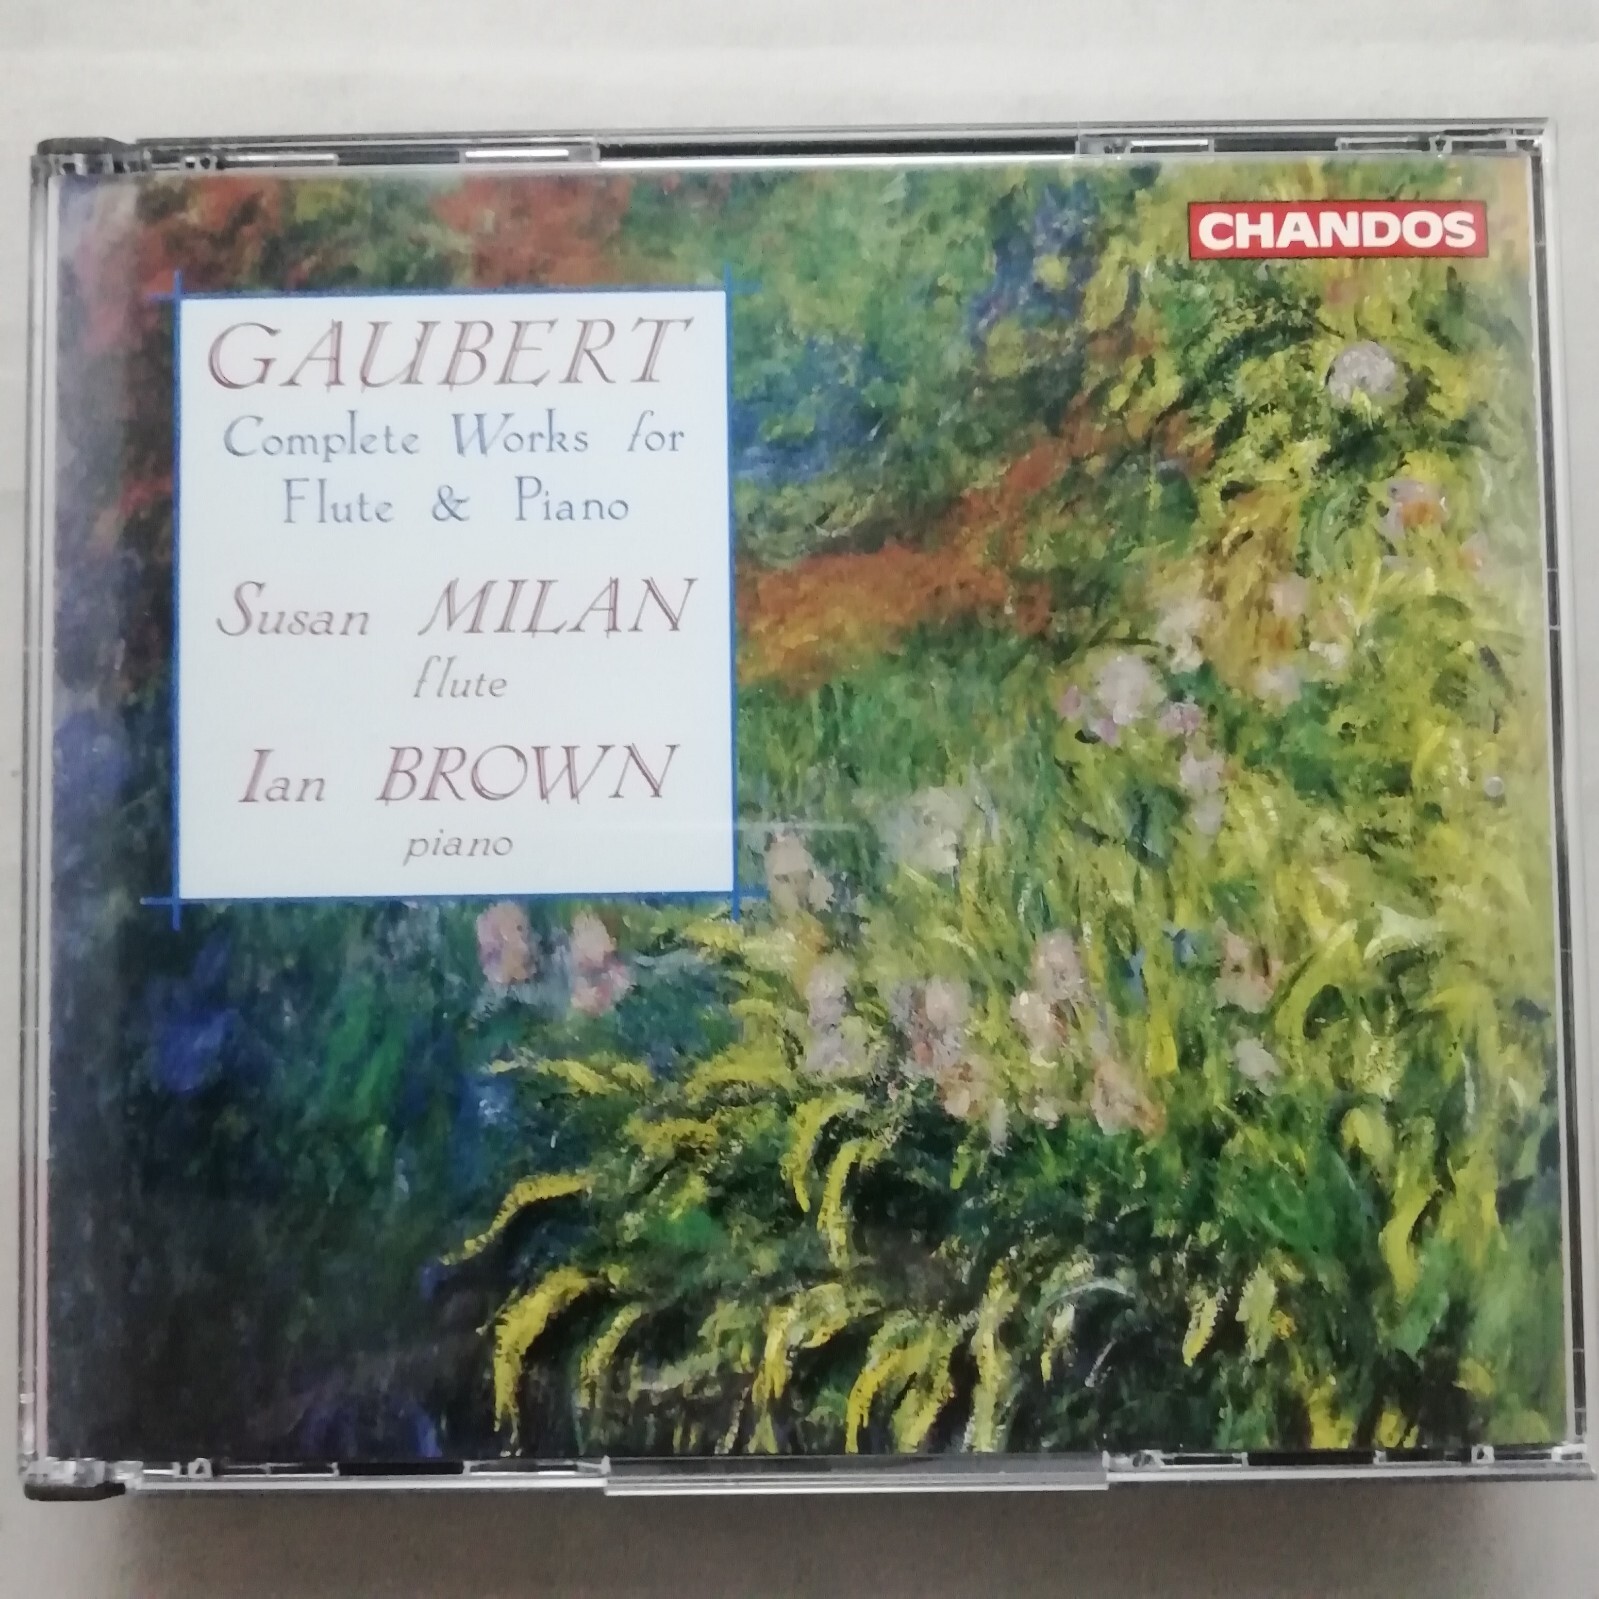 CHANDOS
GAUBERT
Complete Works for
Flute & Piano
Susan MILAN
flute
Ian BROWN
piano